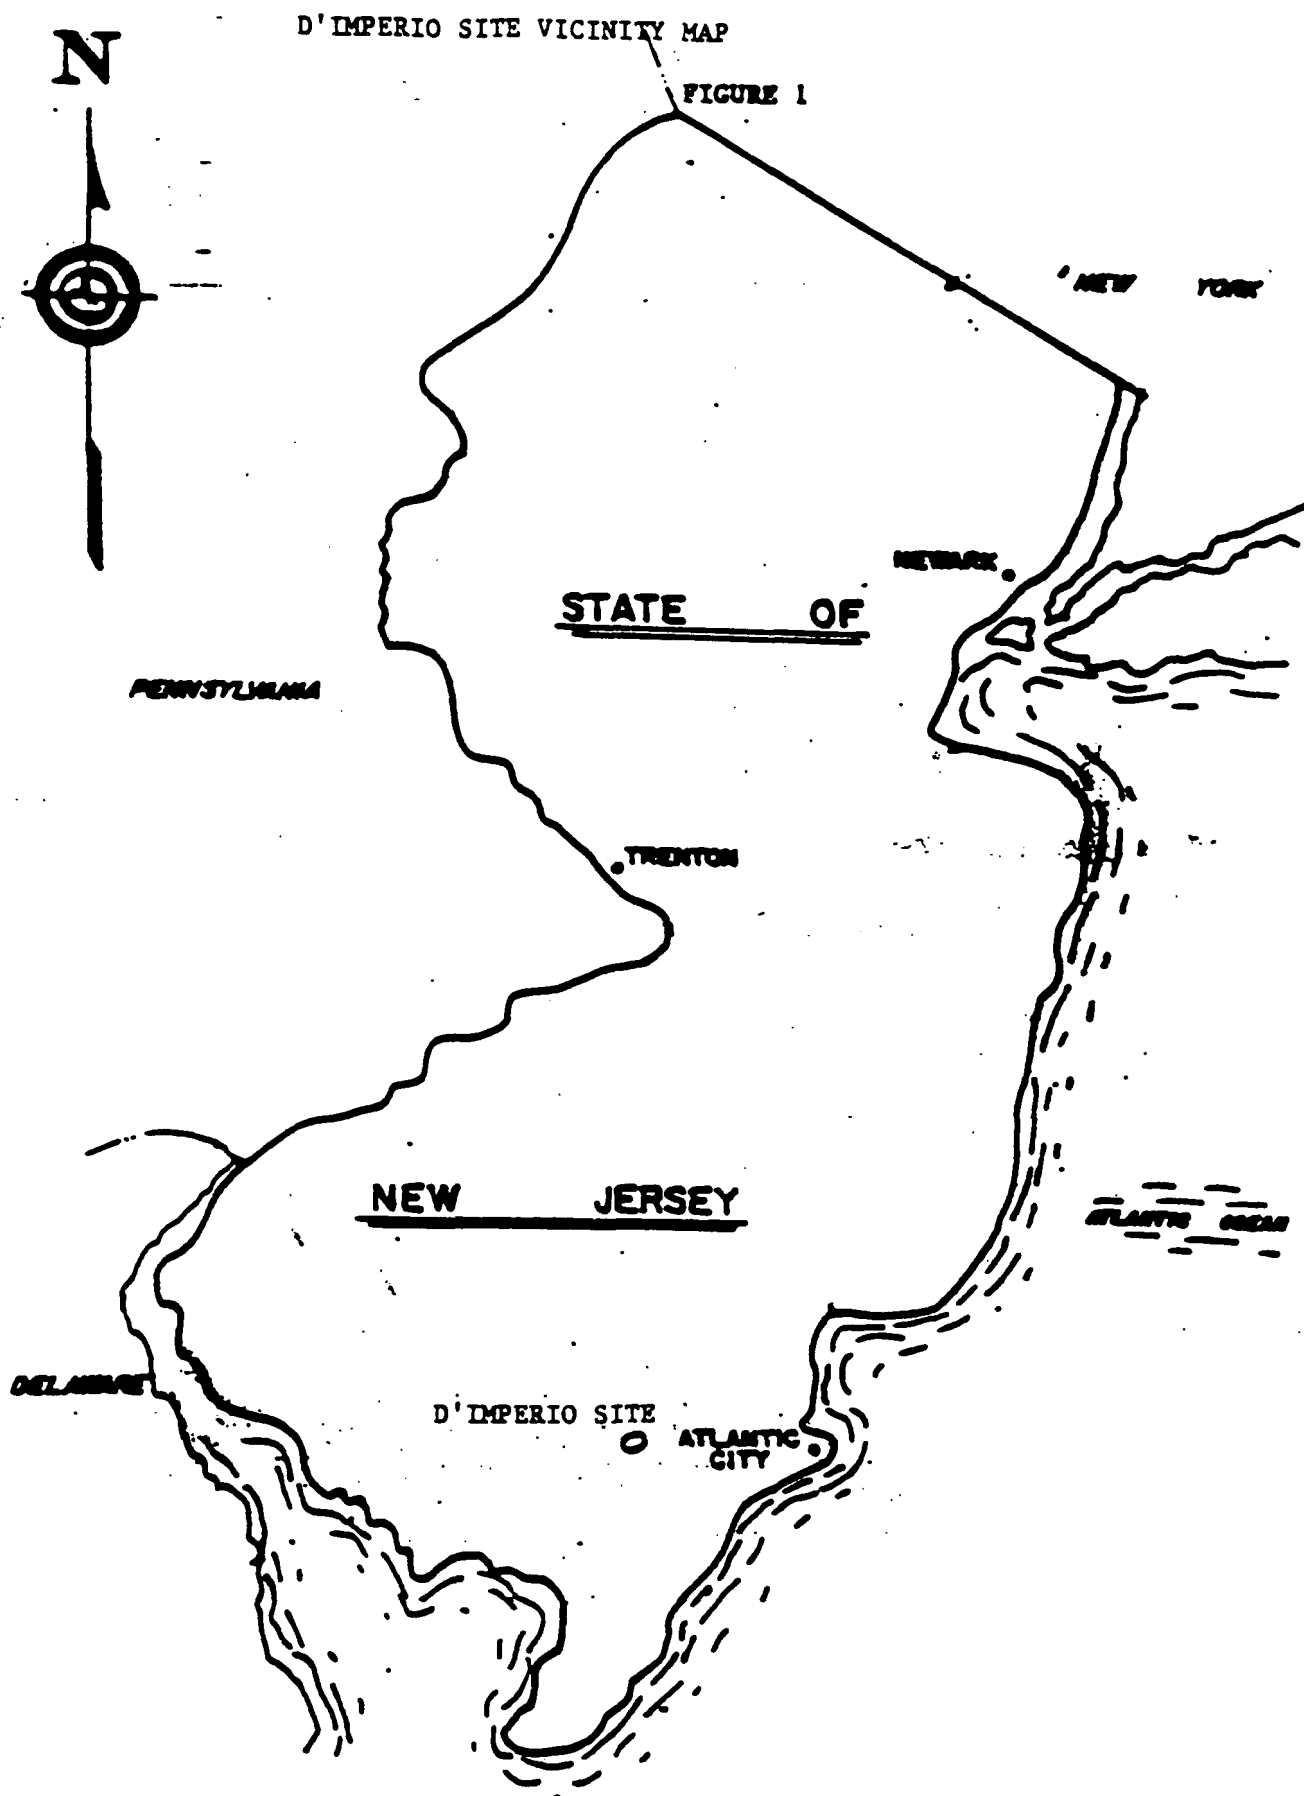 D'IMPERIO SITE VICINITY MAP
N
FIGURE 1
NEW YORK
NEWARK
STATE OF
PENNSYLVANIA
TRENTON
NEW JERSEY
ATLANTIC OCEAN
DELAWARE
D'IMPERIO SITE
ATLANTIC
CITY